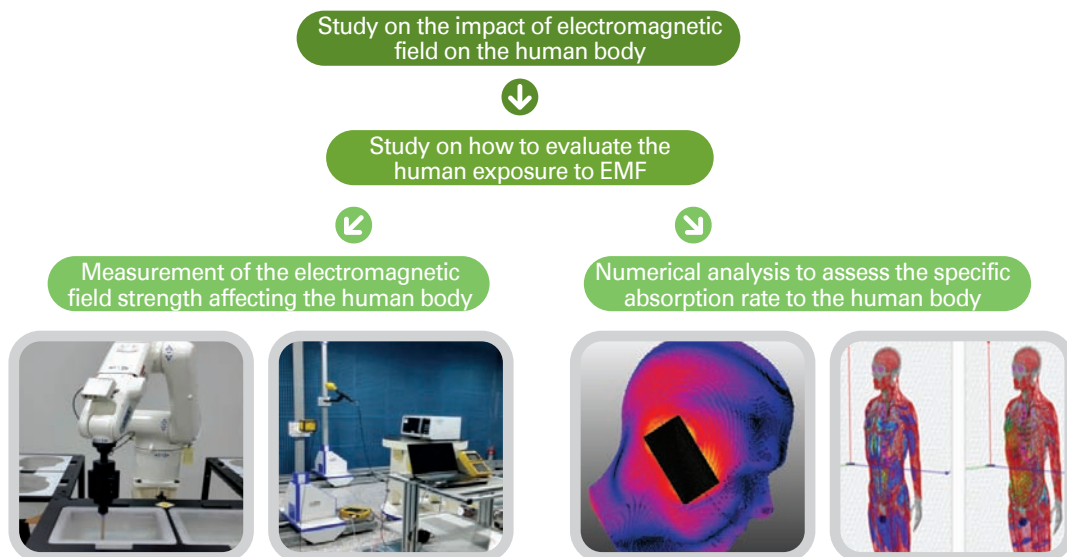 Study on the impact of electromagnetic
field on the human body
Study on how to evaluate the
human exposure to EMF
Measurement of the electromagnetic
field strength affecting the human body
Numerical analysis to assess the specific
absorption rate to the human body